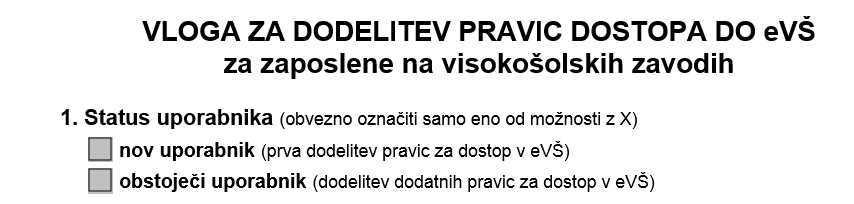 VLOGA ZA DODELITEV PRAVIC DOSTOPA DO eVŠ
za zaposlene na visokošolskih zavodih
1. Status uporabnika (obvezno označiti samo eno od možnosti z X)
nov uporabnik (prva dodelitev pravic za dostop v eVŠ)
obstoječi uporabnik (dodelitev dodatnih pravic za dostop v eVŠ)